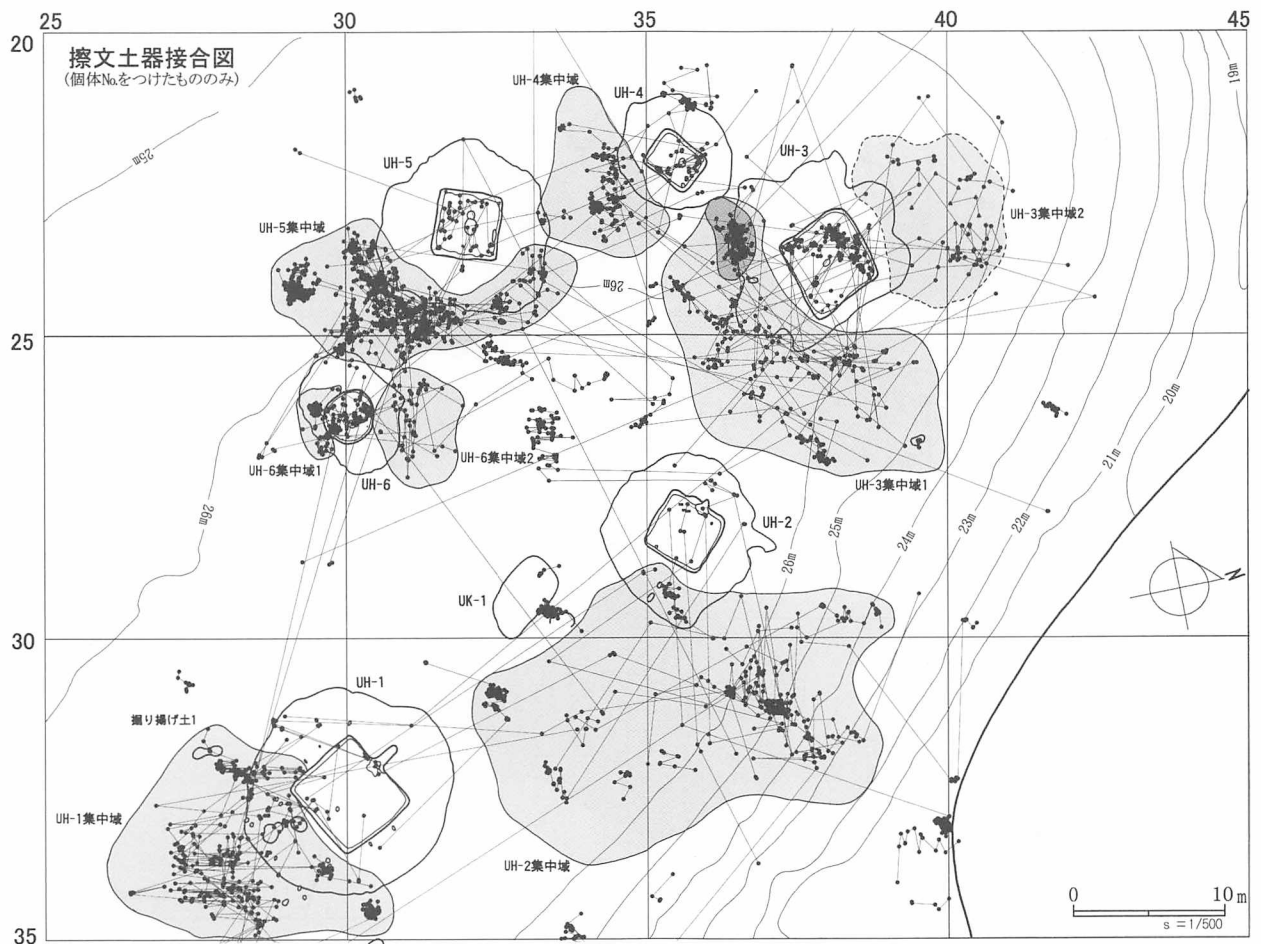 25 30 35 40 45
20
擦文土器接合図
(個体No.をつけたもののみ)
UH-4集中域
UH-4
16m
25m
UH-5
UH-3
UH-5集中域
UH-3集中域2
26m
20m
25
21m
UH-6集中域1
UH-6
UH-6集中域2
UH-3集中域1
26m
UH-2
26m
25m
24m
23m
22m
N
UK-1
30
UH-1
掘り揚げ土1
UH-1集中域
UH-2集中域
0 10m
s =1/500
35